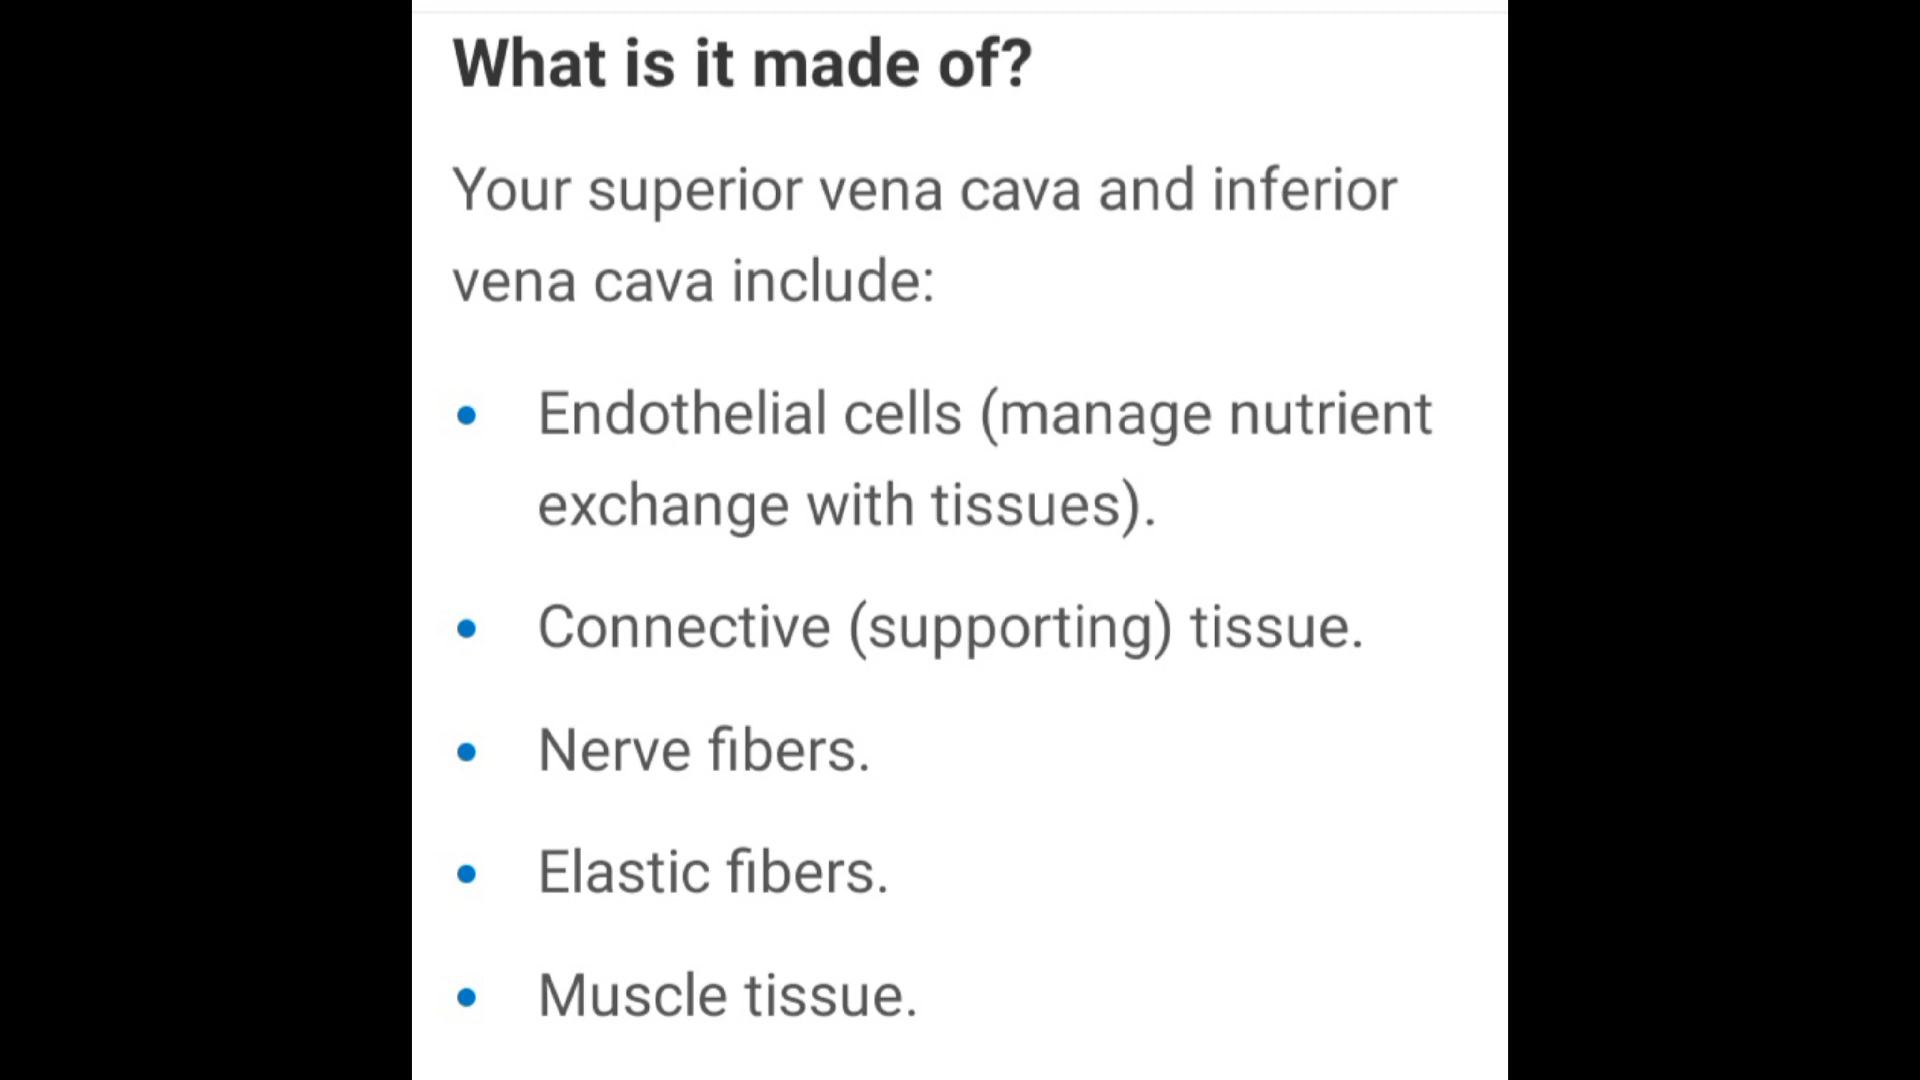 What is it made of?
Your superior vena cava and inferior
vena cava include:
• Endothelial cells (manage nutrient
exchange with tissues).
• Connective (supporting) tissue.
• Nerve fibers.
• Elastic fibers.
• Muscle tissue.